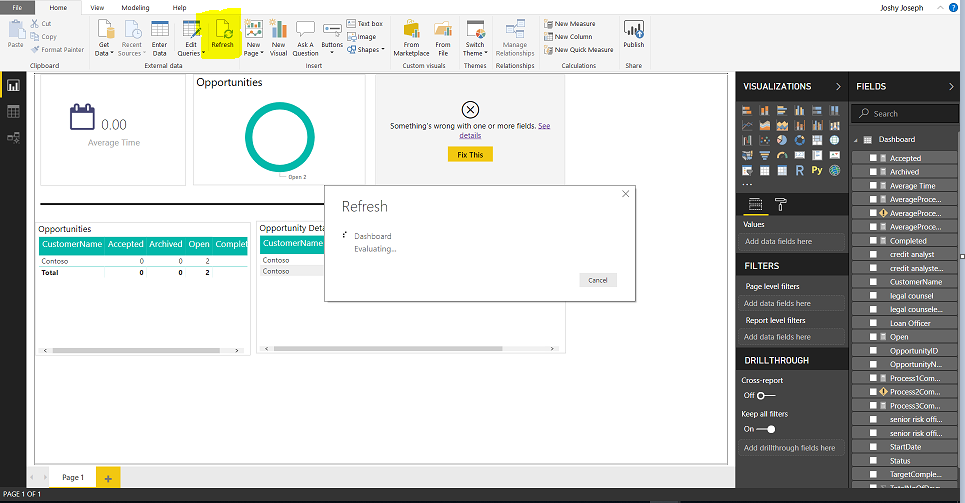 File Home View Modeling Help Joshy Joseph
Paste Cut Copy Format Painter
Clipboard
Get Data Recent Sources Enter Data Edit Queries Refresh
External data
New Page New Visual Ask A Question Buttons Text box Image Shapes
Insert
From Marketplace From File
Custom visuals
Switch Theme
Themes
Manage Relationships
Relationships
New Measure
New Column
New Quick Measure
Calculations
Publish
Share
0.00
Average Time
Opportunities
Open 2
Something's wrong with one or more fields. See
details
Fix This
Opportunities
CustomerName Accepted Archived Open Complet
Contoso 0 0 2
Total 0 0 2
Opportunity Deta
CustomerName
Contoso
Contoso
Refresh
Dashboard
Evaluating...
Cancel
VISUALIZATIONS
R Py
Values
Add data fields here
FILTERS
Page level filters
Add data fields here
Report level filters
Add data fields here
DRILLTHROUGH
Cross-report
Off
Keep all filters
On
Add drillthrough fields here
FIELDS
Search
Dashboard
Accepted
Archived
Average Time
AverageProce...
AverageProce...
AverageProce...
Completed
credit analyst
credit analyste...
CustomerName
legal counsel
legal counsele...
Loan Officer
Open
OpportunityID
OpportunityN...
Process1Com...
Process2Com...
Process3Com...
senior risk offi...
senior risk offi...
StartDate
Status
TargetComple...
Page 1
PAGE 1 OF 1